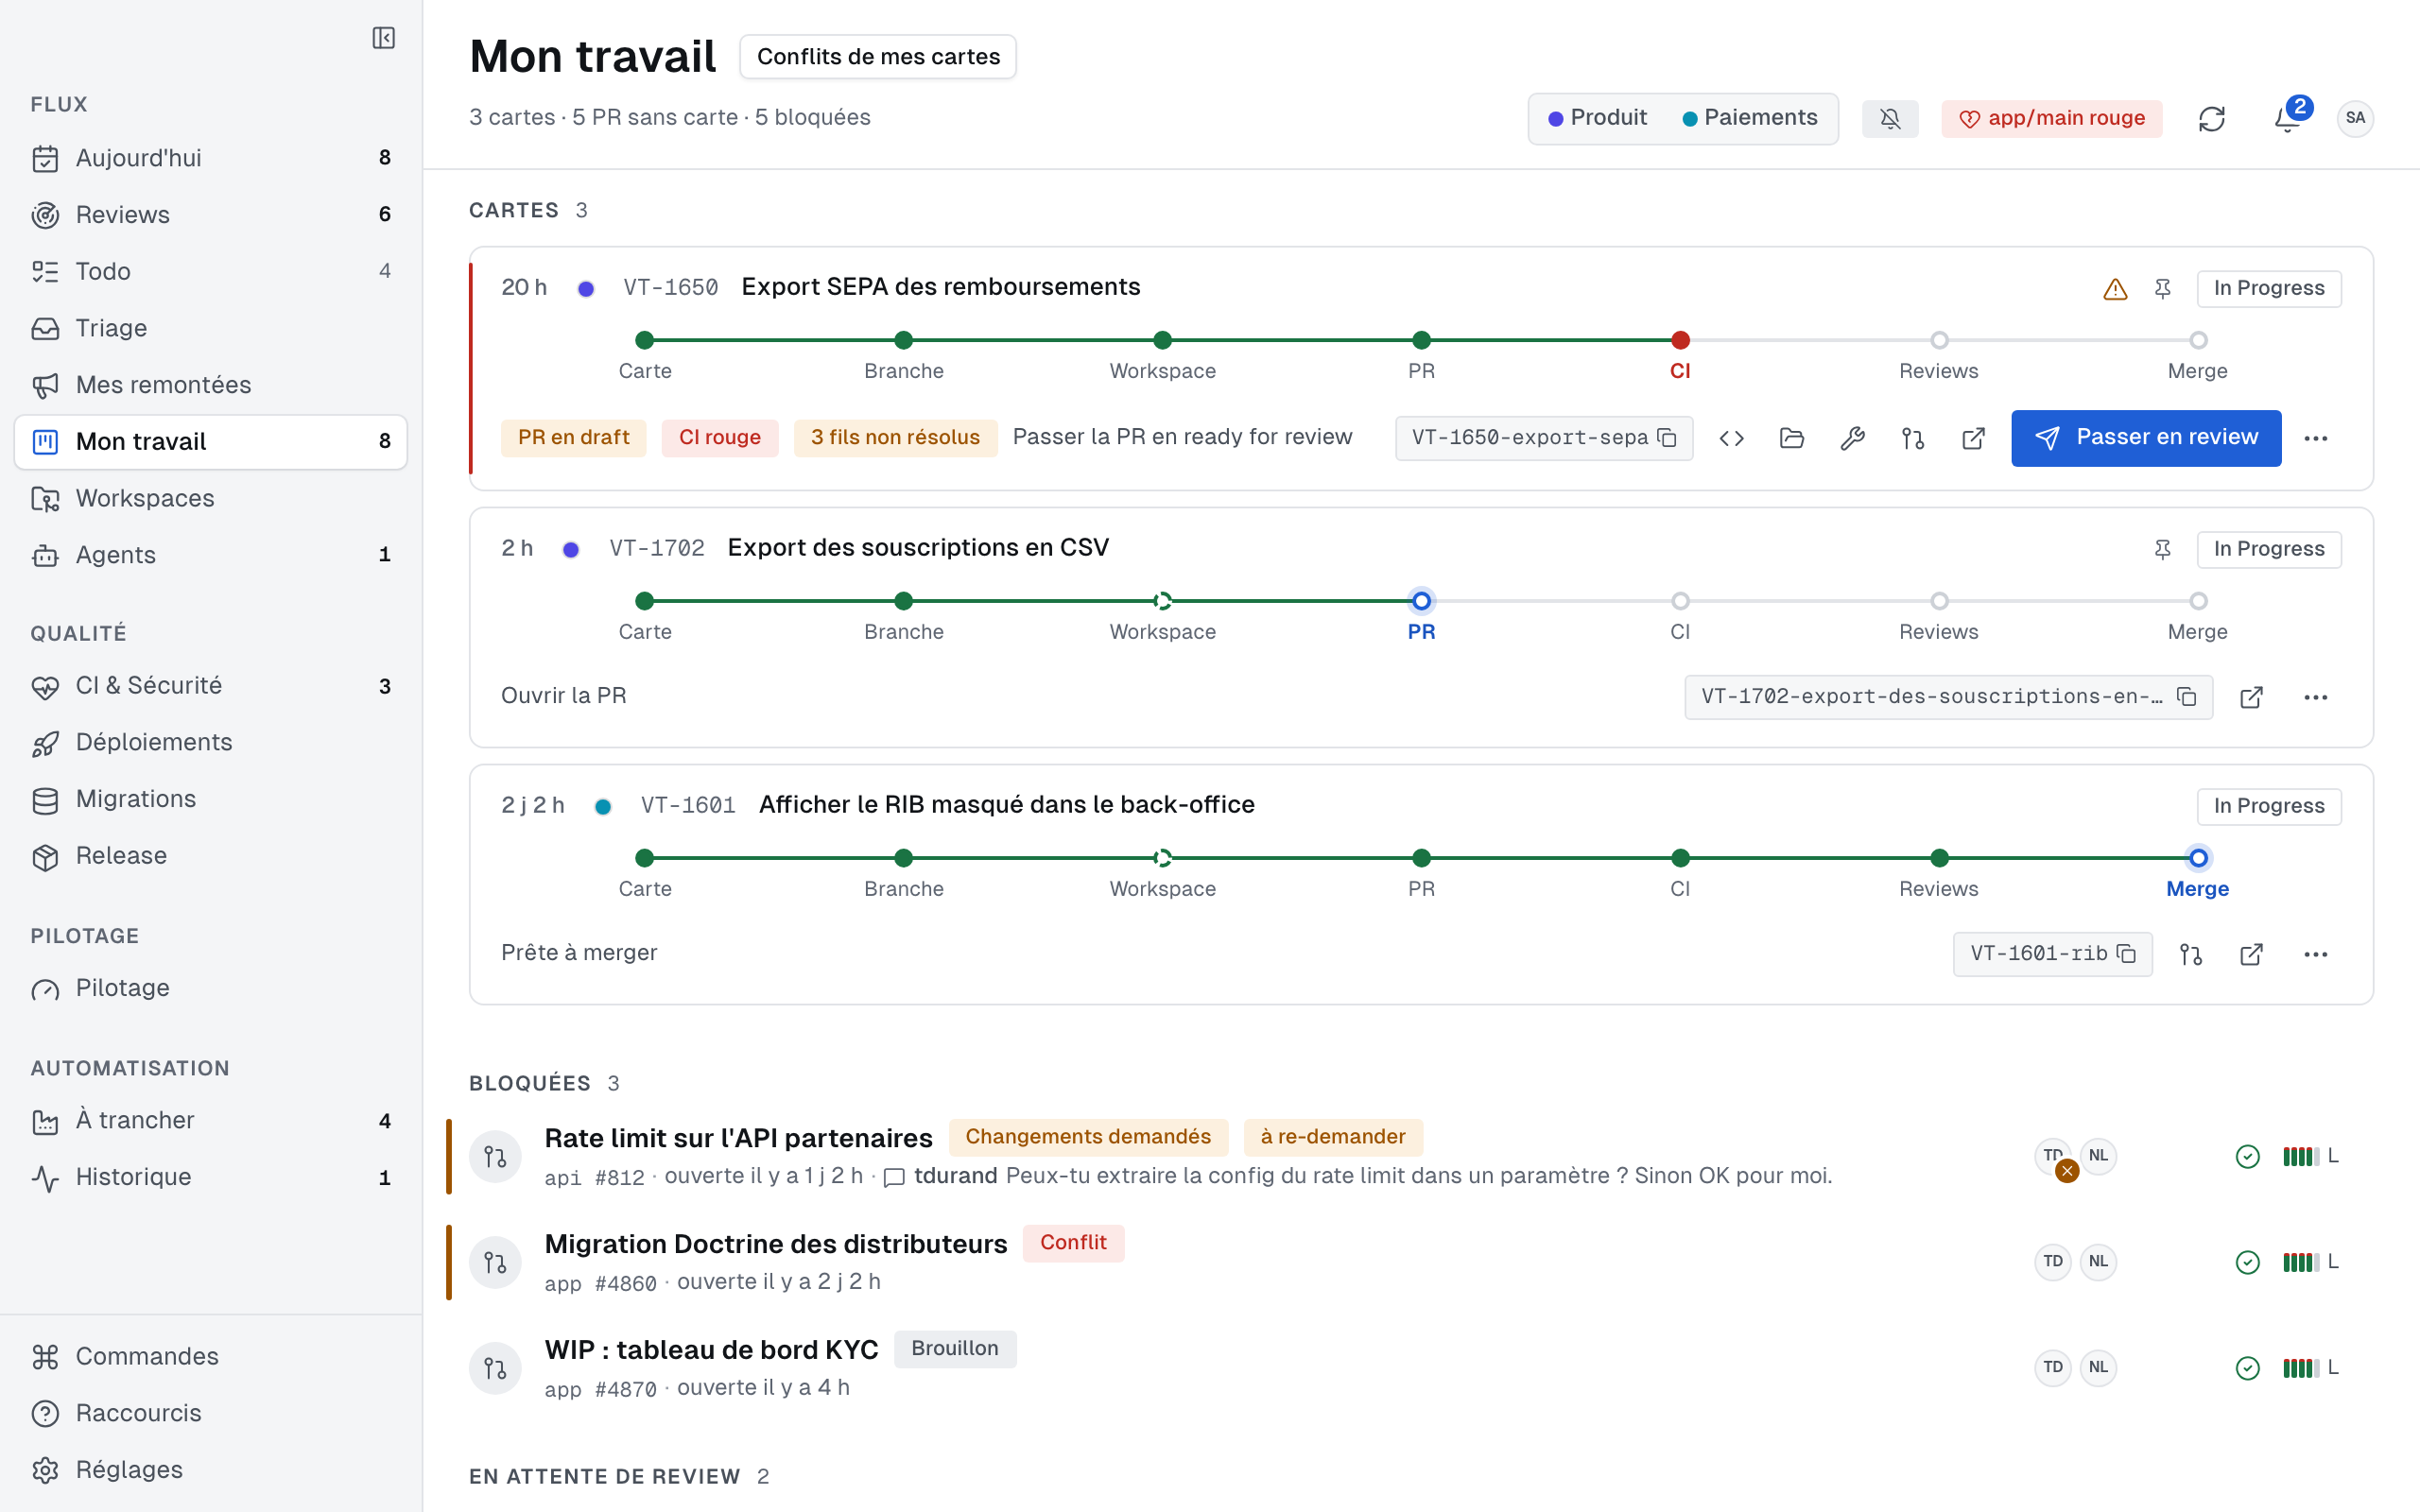 FLUX
Aujourd'hui 8
Reviews 6
Todo 4
Triage
Mes remontées
Mon travail 8
Workspaces
Agents 1
QUALITÉ
CI & Sécurité 3
Déploiements
Migrations
Release
PILOTAGE
Pilotage
AUTOMATISATION
À trancher 4
Historique 1
Commandes
Raccourcis
Réglages
Mon travail Conflits de mes cartes
3 cartes · 5 PR sans carte · 5 bloquées
Produit Paiements app/main rouge 2 SA
CARTES 3
20 h VT-1650 Export SEPA des remboursements In Progress
Carte Branche Workspace PR CI Reviews Merge
PR en draft CI rouge 3 fils non résolus Passer la PR en ready for review VT-1650-export-sepa Passer en review
2 h VT-1702 Export des souscriptions en CSV In Progress
Carte Branche Workspace PR CI Reviews Merge
Ouvrir la PR VT-1702-export-des-souscriptions-en-…
2 j 2 h VT-1601 Afficher le RIB masqué dans le back-office In Progress
Carte Branche Workspace PR CI Reviews Merge
Prête à merger VT-1601-rib
BLOQUÉES 3
Rate limit sur l'API partenaires Changements demandés à re-demander
api #812 · ouverte il y a 1 j 2 h · tdurand Peux-tu extraire la config du rate limit dans un paramètre ? Sinon OK pour moi.
TD NL L
Migration Doctrine des distributeurs Conflit
app #4860 · ouverte il y a 2 j 2 h
TD NL L
WIP : tableau de bord KYC Brouillon
app #4870 · ouverte il y a 4 h
TD NL L
EN ATTENTE DE REVIEW 2